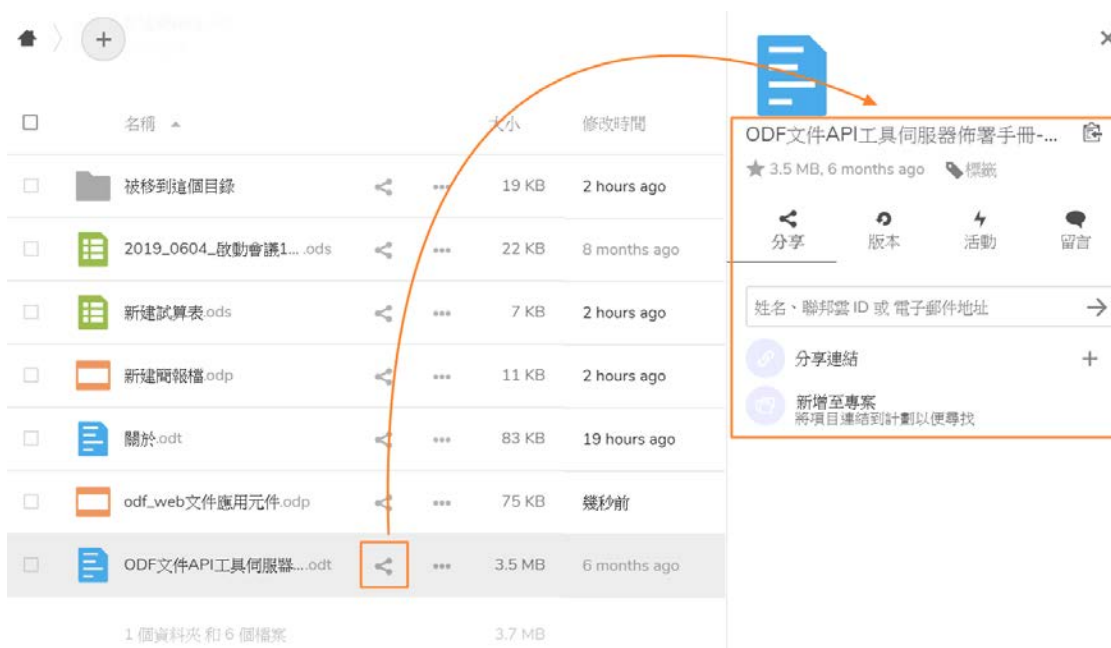 名稱 大小 修改時間
被移到這個目錄 19 KB 2 hours ago
2019_0604_啟動會議1... .ods 22 KB 8 months ago
新建試算表.ods 7 KB 2 hours ago
新建簡報檔.odp 11 KB 2 hours ago
關於.odt 83 KB 19 hours ago
odf_web文件應用元件.odp 75 KB 幾秒前
ODF文件API工具伺服器....odt 3.5 MB 6 months ago
1 個資料夾 和 6 個檔案 3.7 MB
ODF文件API工具伺服器佈署手冊-...
3.5 MB, 6 months ago 標籤
分享 版本 活動 留言
姓名、聯邦雲 ID 或 電子郵件地址
分享連結
新增至專案
將項目連結到計劃以便尋找